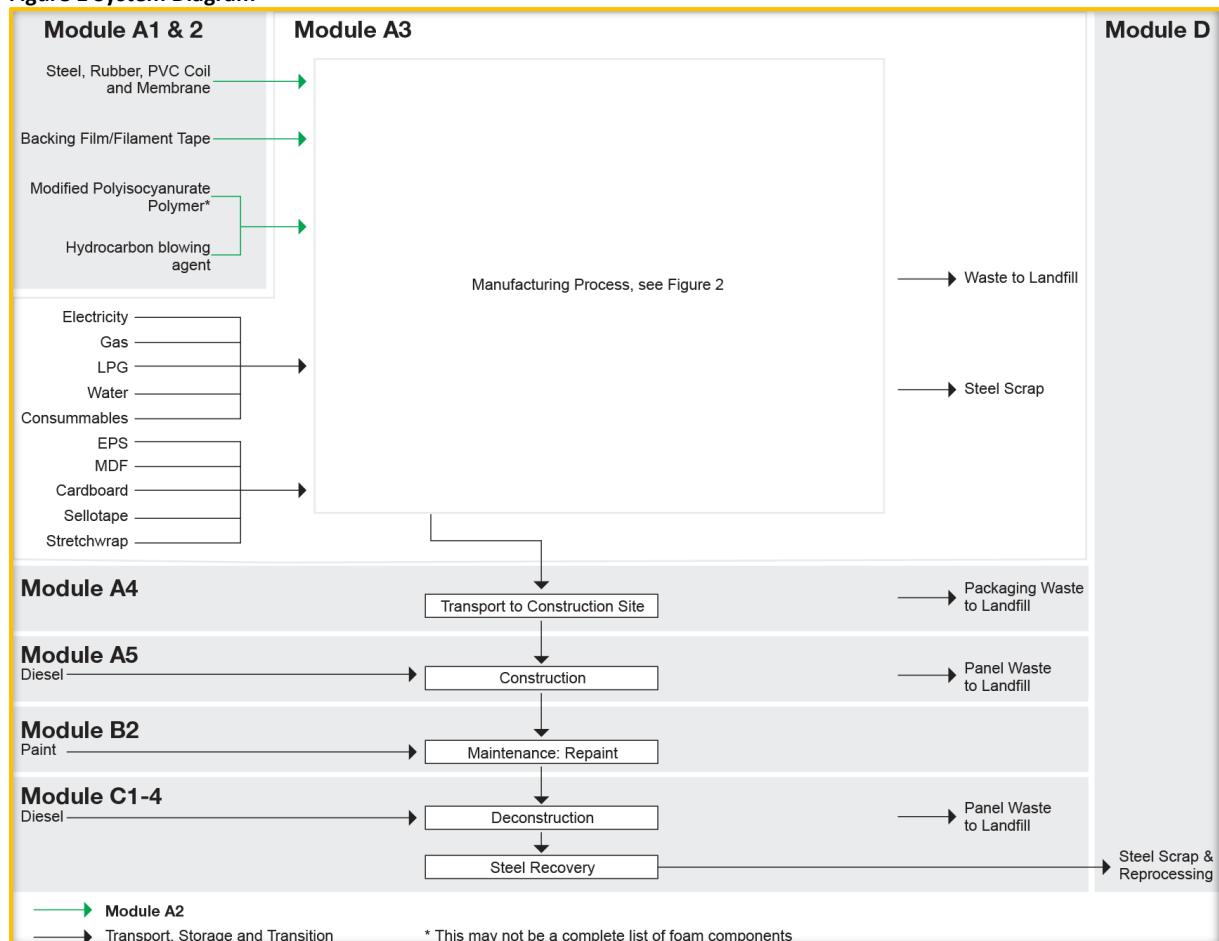 Figure 1 System Diagram
Module A1 & 2
Module A3
Module D
Steel, Rubber, PVC Coil
and Membrane
Backing Film/Filament Tape
Modified Polyisocyanurate
Polymer*
Hydrocarbon blowing
agent
Manufacturing Process, see Figure 2
Waste to Landfill
Steel Scrap
Electricity
Gas
LPG
Water
Consummables
EPS
MDF
Cardboard
Sellotape
Stretchwrap
Module A4
Transport to Construction Site
Packaging Waste
to Landfill
Module A5
Diesel
Construction
Panel Waste
to Landfill
Module B2
Paint
Maintenance: Repaint
Module C1-4
Diesel
Deconstruction
Panel Waste
to Landfill
Steel Recovery
Steel Scrap &
Reprocessing
Module A2
Transport, Storage and Transition
* This may not be a complete list of foam components